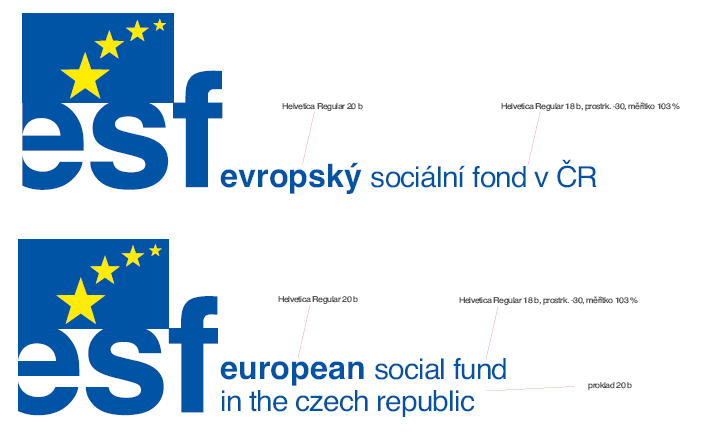 Helvetica Regular 20 b
Helvetica Regular 18 b, prostrk. -30, měřítko 103 %
esf
evropský sociální fond v ČR
Helvetica Regular 20 b
Helvetica Regular 18 b, prostrk. -30, měřítko 103 %
esf
european social fund
proklad 20 b
in the czech republic